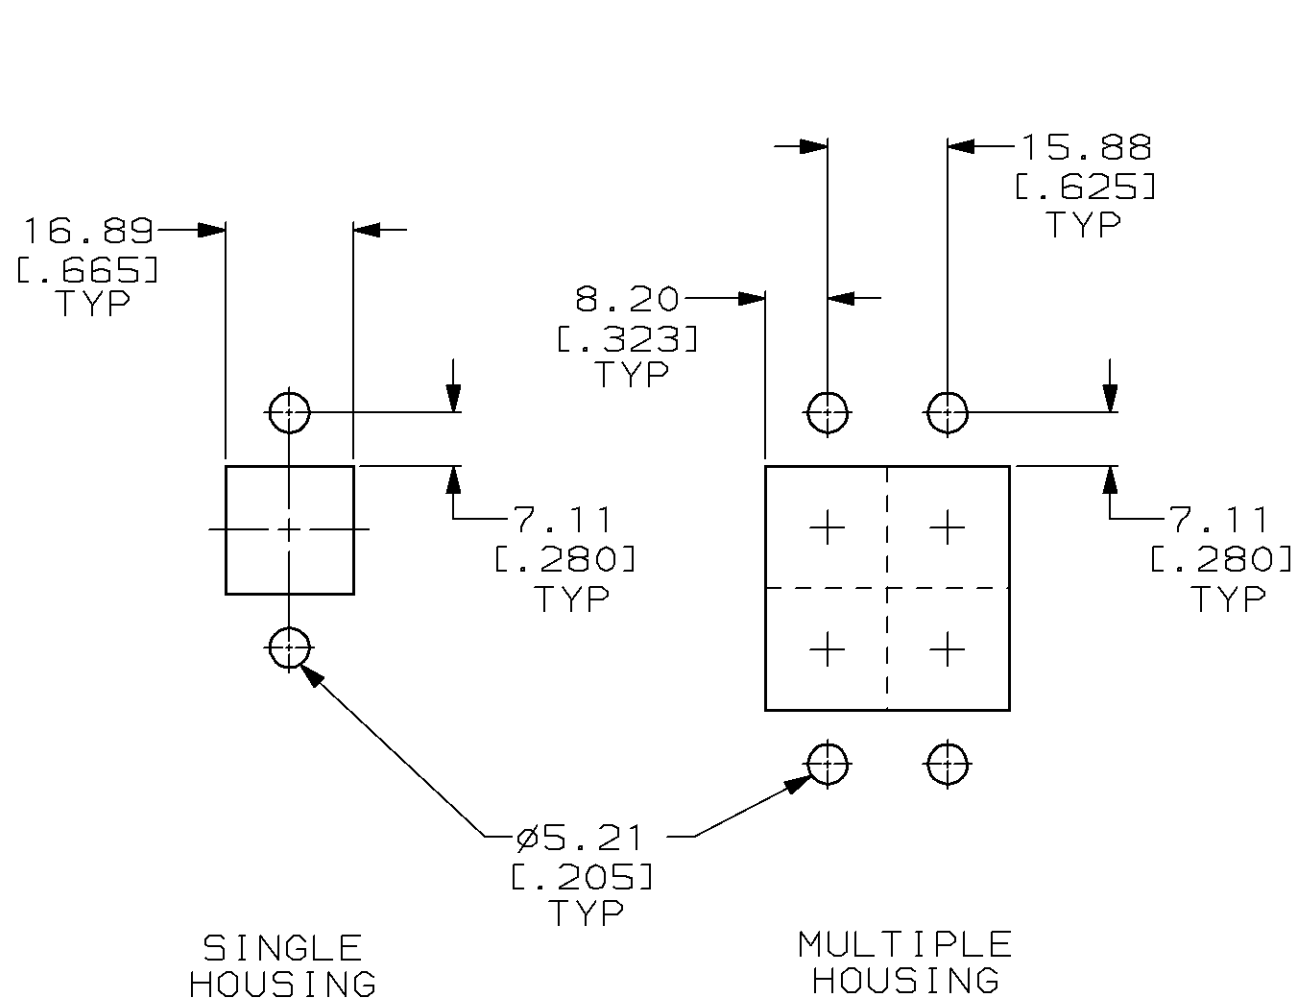 15.88
[.625]
TYP
16.89
[.665]
TYP
8.20
[.323]
TYP
7.11
[.280]
TYP
7.11
[.280]
TYP
ø5.21
[.205]
TYP
SINGLE
HOUSING
MULTIPLE
HOUSING